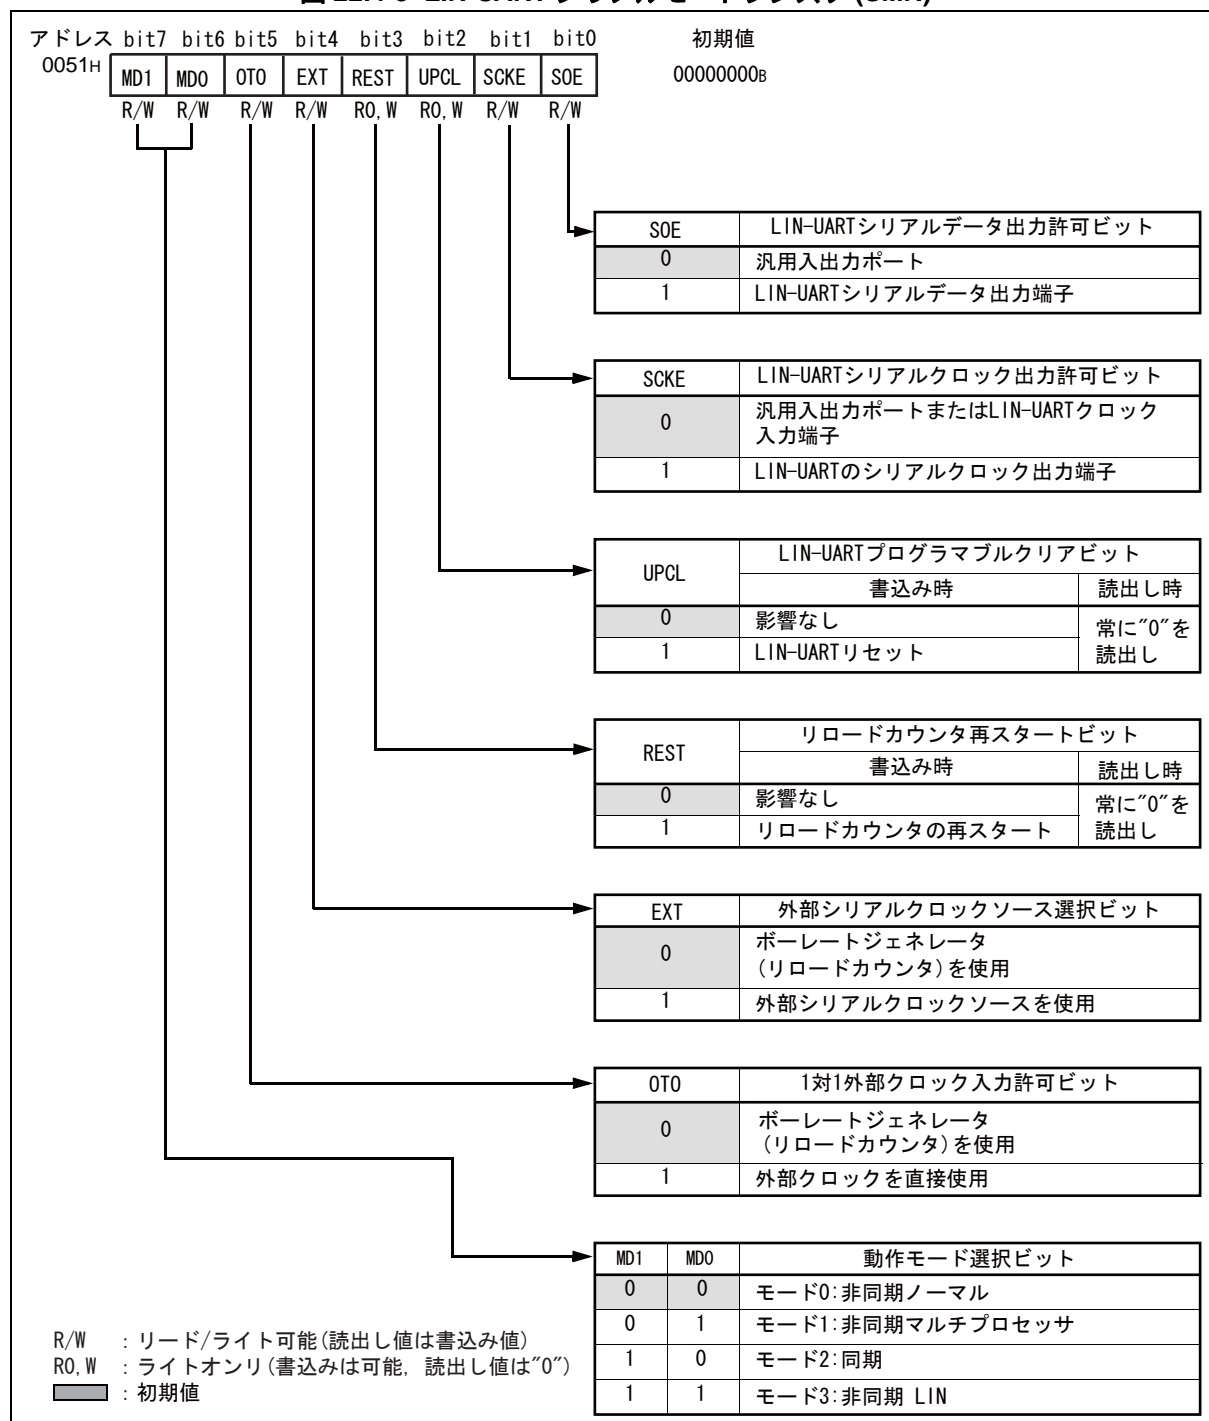 アドレス bit7 bit6 bit5 bit4 bit3 bit2 bit1 bit0 初期値
0051H MD1 MD0 OTO EXT REST UPCL SCKE SOE 00000000B
R/W R/W R/W R/W R0,W R0,W R/W R/W
SOE LIN-UARTシリアルデータ出力許可ビット
0 汎用入出力ポート
1 LIN-UARTシリアルデータ出力端子
SCKE LIN-UARTシリアルクロック出力許可ビット
0 汎用入出力ポートまたはLIN-UARTクロック
入力端子
1 LIN-UARTのシリアルクロック出力端子
UPCL LIN-UARTプログラマブルクリアビット
書込み時 読出し時
0 影響なし 常に"0"を
1 LIN-UARTリセット 読出し
REST リロードカウンタ再スタートビット
書込み時 読出し時
0 影響なし 常に"0"を
1 リロードカウンタの再スタート 読出し
EXT 外部シリアルクロックソース選択ビット
0 ボーレートジェネレータ
(リロードカウンタ)を使用
1 外部シリアルクロックソースを使用
OTO 1対1外部クロック入力許可ビット
0 ボーレートジェネレータ
(リロードカウンタ)を使用
1 外部クロックを直接使用
MD1 MD0 動作モード選択ビット
0 0 モード0:非同期ノーマル
0 1 モード1:非同期マルチプロセッサ
1 0 モード2:同期
1 1 モード3:非同期 LIN
R/W :リード/ライト可能(読出し値は書込み値)
R0,W :ライトオンリ(書込みは可能, 読出し値は"0")
:初期値